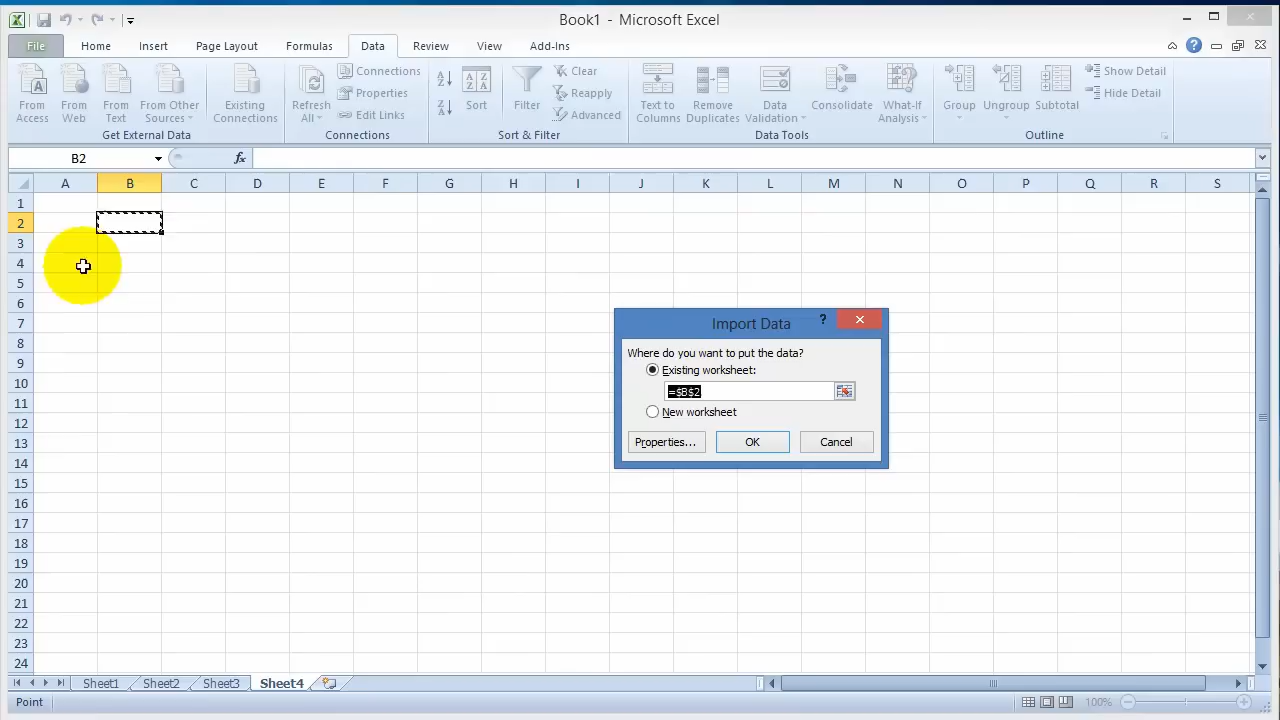 Book1 - Microsoft Excel
File Home Insert Page Layout Formulas Data Review View Add-Ins
From Access
From Web
From Text
From Other Sources
Existing Connections
Get External Data
Refresh All
Connections
Properties
Edit Links
Connections
Sort
Filter
Clear
Reapply
Advanced
Sort & Filter
Text to Columns
Remove Duplicates
Data Validation
Consolidate
What-If Analysis
Data Tools
Group
Ungroup
Subtotal
Show Detail
Hide Detail
Outline
B2 fx
A B C D E F G H I J K L M N O P Q R S
1
2
3
4
5
6
7
8
9
10
11
12
13
14
15
16
17
18
19
20
21
22
23
24
Import Data ?
Where do you want to put the data?
Existing worksheet:
=$B$2
New worksheet
Properties... OK Cancel
Sheet1 Sheet2 Sheet3 Sheet4
Point 100%